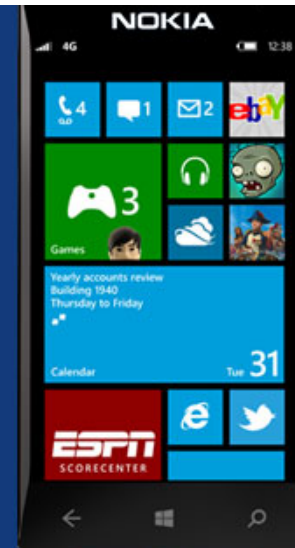 NOKIA
4G 12:38
4 1 2 ebay
3
Games
Yearly accounts review
Building 1940
Thursday to Friday
Calendar Tue 31
ESPN
SCORECENTER